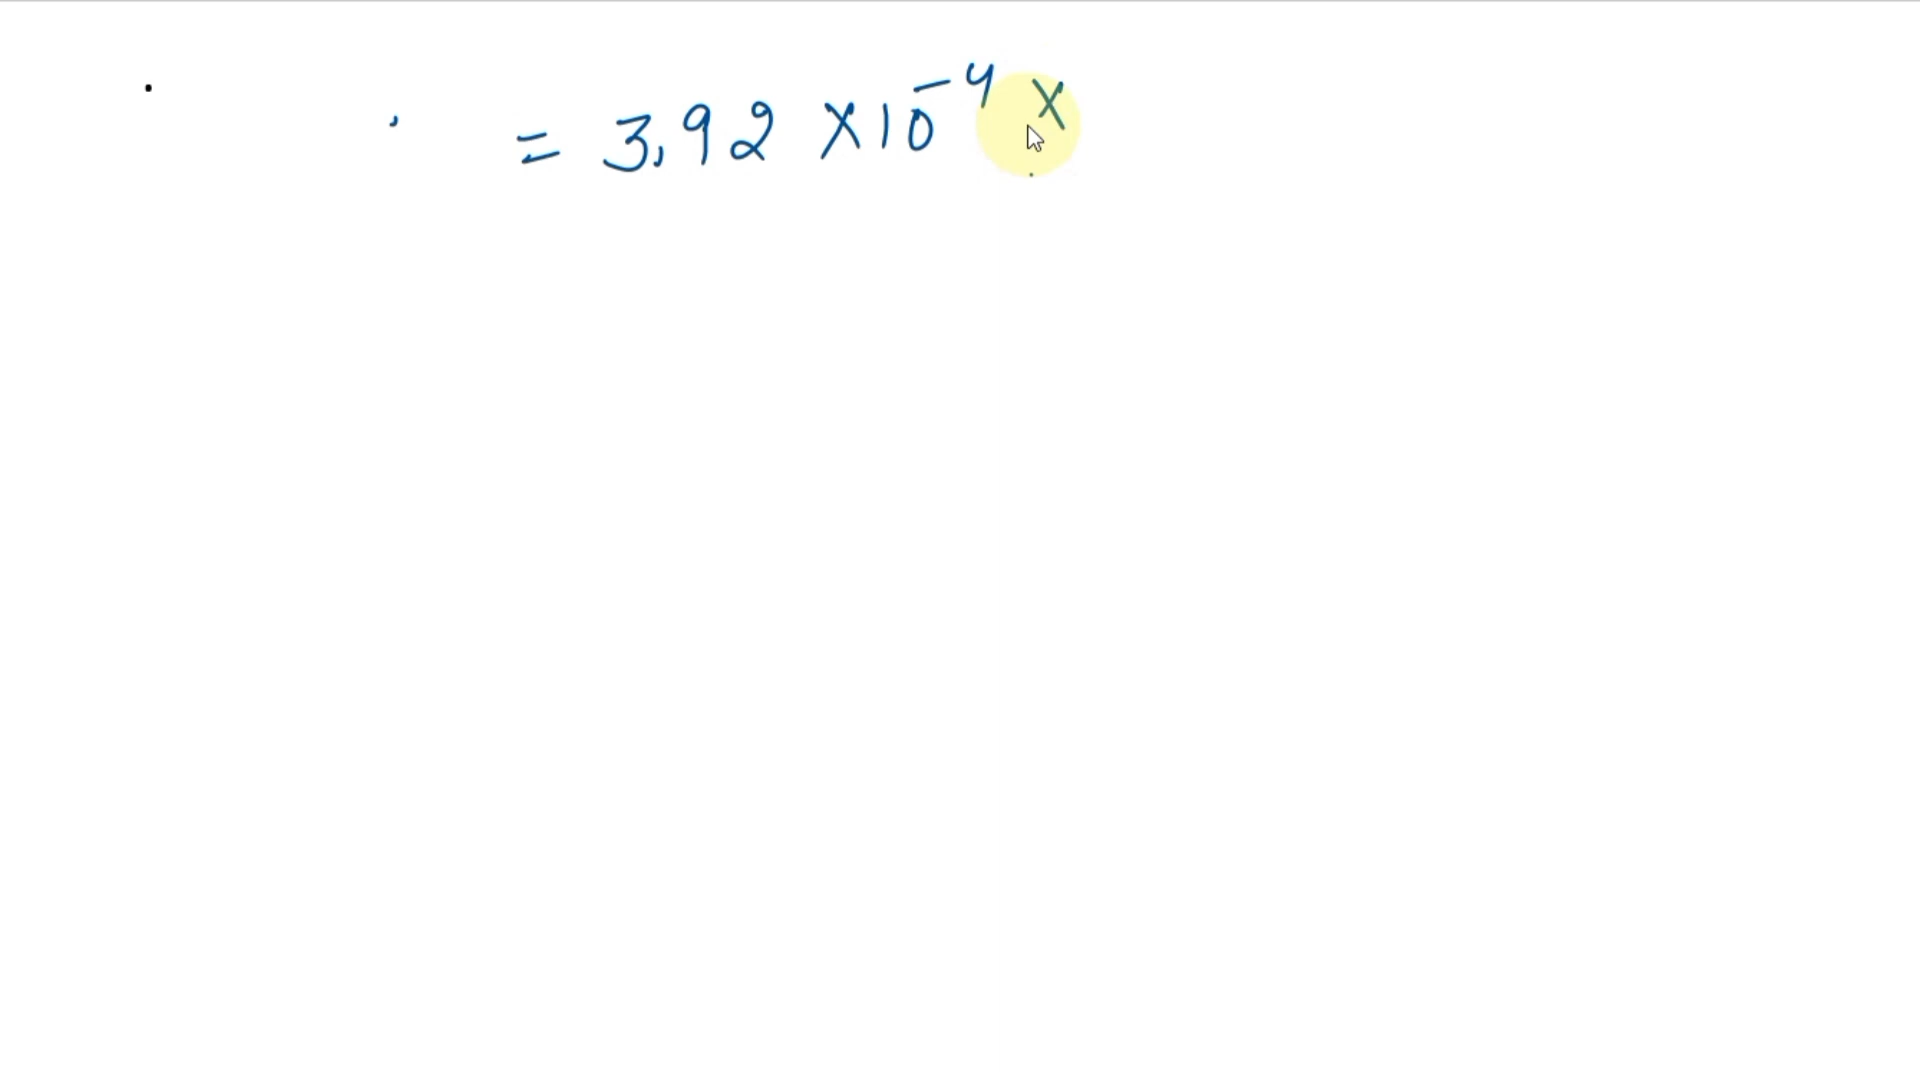 = 3.92 × 10⁻⁴ ×